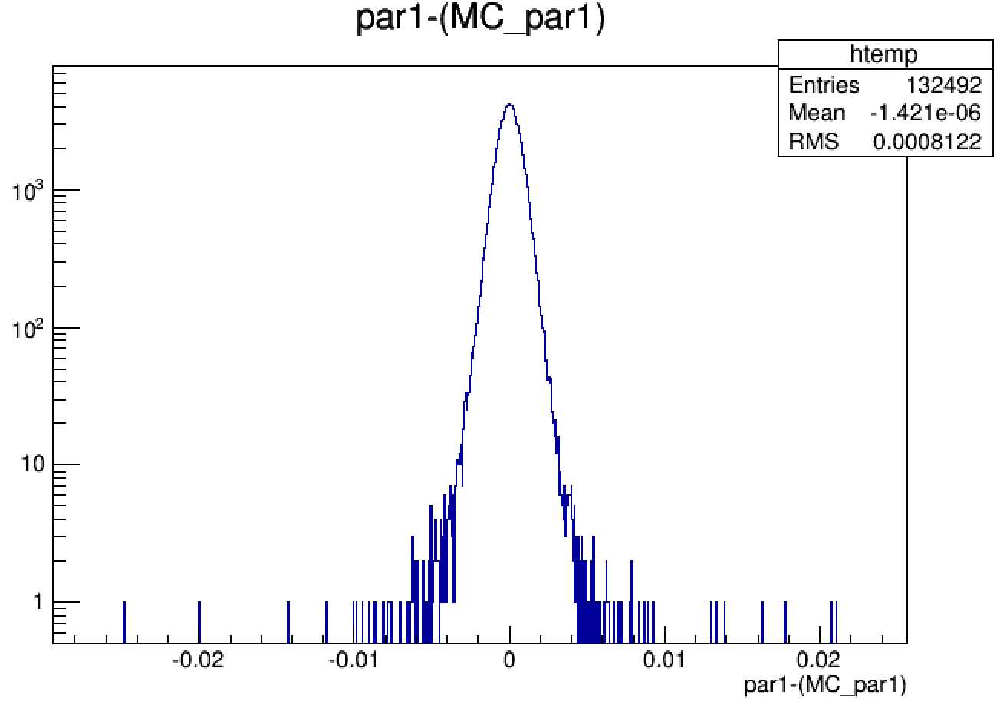 par1-(MC_par1)
htemp
Entries 132492
Mean -1.421e-06
RMS 0.0008122
10³
10²
10
1
-0.02 -0.01 0 0.01 0.02
par1-(MC_par1)